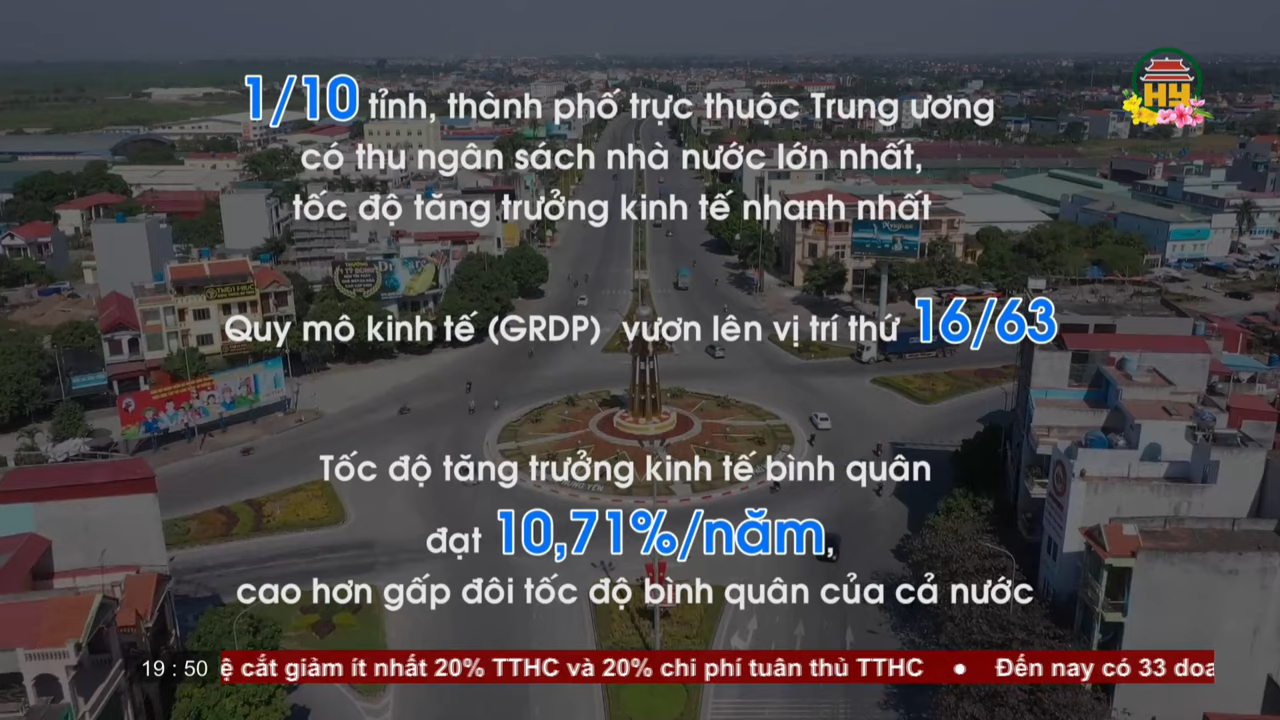 HY
1/10 tỉnh, thành phố trực thuộc Trung ương
có thu ngân sách nhà nước lớn nhất,
tốc độ tăng trưởng kinh tế nhanh nhất
Quy mô kinh tế (GRDP) vươn lên vị trí thứ 16/63
Tốc độ tăng trưởng kinh tế bình quân
đạt 10,71%/năm,
cao hơn gấp đôi tốc độ bình quân của cả nước
19 : 50 ệ cắt giảm ít nhất 20% TTHC và 20% chi phí tuân thủ TTHC ● Đến nay có 33 doa